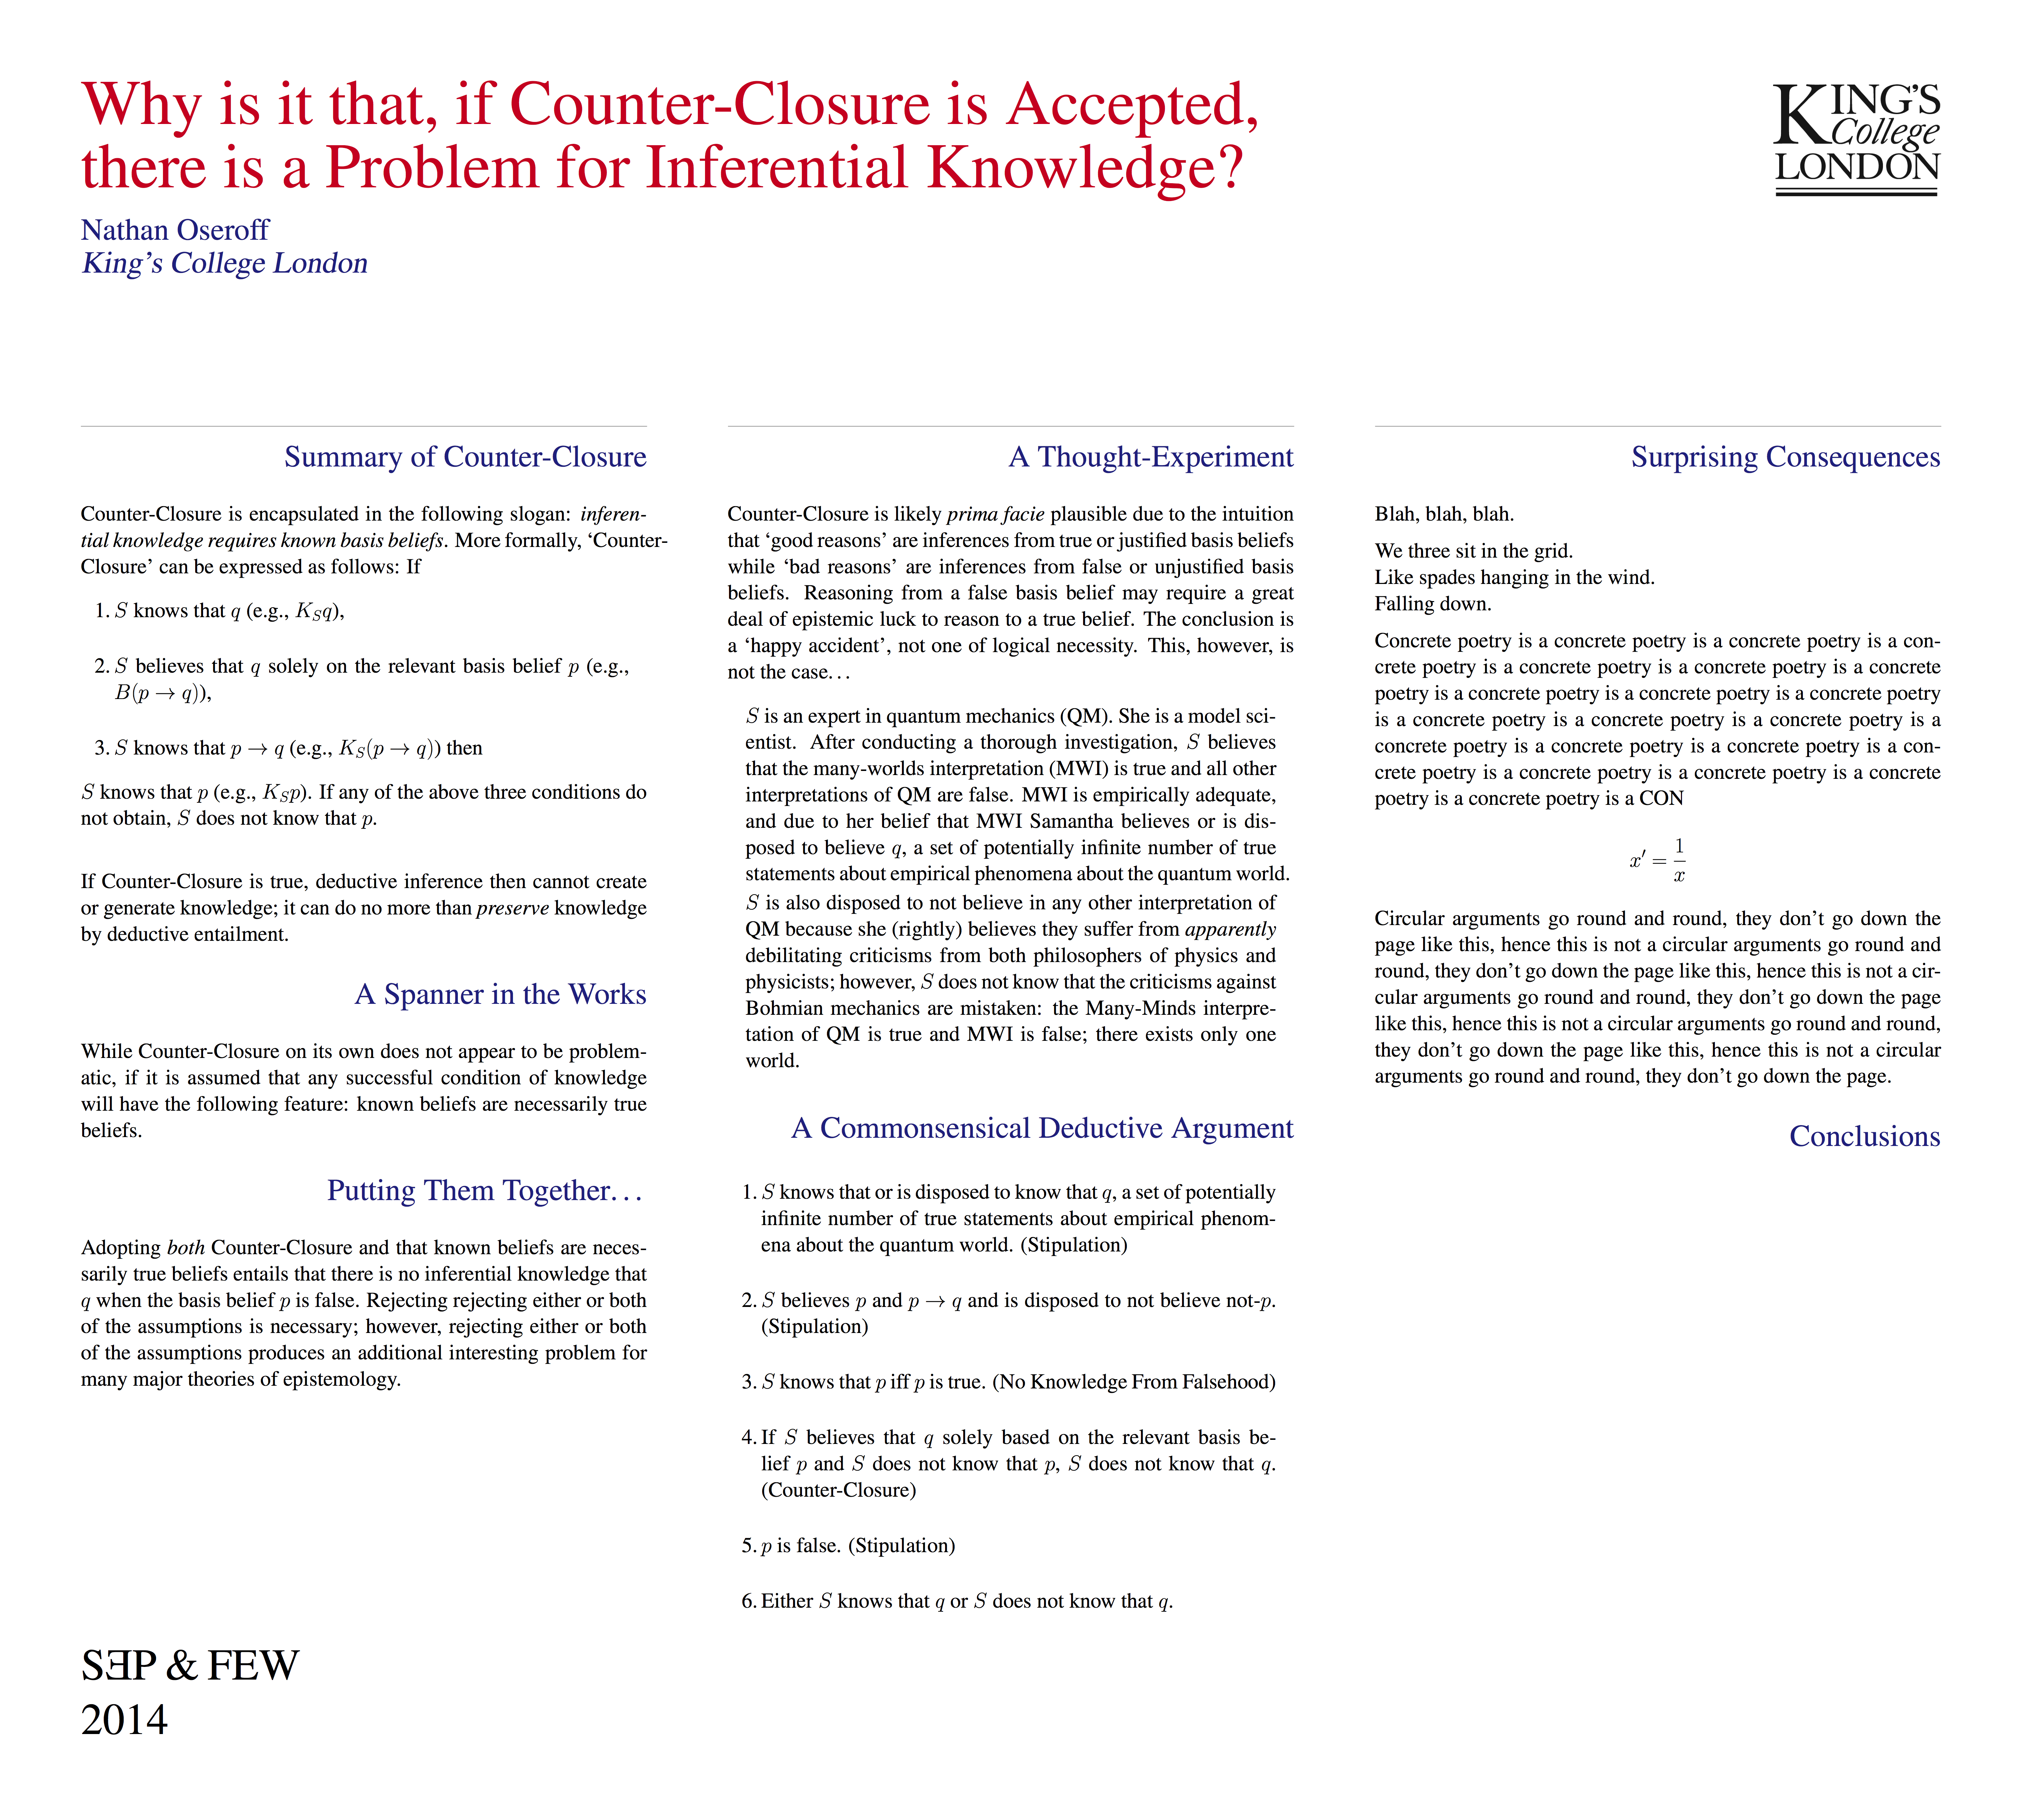 Why is it that, if Counter-Closure is Accepted,
there is a Problem for Inferential Knowledge?
Nathan Oseroff
King's College London
KING'S
College
LONDON
Summary of Counter-Closure
Counter-Closure is encapsulated in the following slogan: inferen-
tial knowledge requires known basis beliefs. More formally, ‘Counter-
Closure’ can be expressed as follows: If
1. S knows that q (e.g., K_S q),
2. S believes that q solely on the relevant basis belief p (e.g.,
B(p → q)),
3. S knows that p → q (e.g., K_S(p → q)) then
S knows that p (e.g., K_S p). If any of the above three conditions do
not obtain, S does not know that p.
If Counter-Closure is true, deductive inference then cannot create
or generate knowledge; it can do no more than preserve knowledge
by deductive entailment.
A Spanner in the Works
While Counter-Closure on its own does not appear to be problem-
atic, if it is assumed that any successful condition of knowledge
will have the following feature: known beliefs are necessarily true
beliefs.
Putting Them Together…
Adopting both Counter-Closure and that known beliefs are neces-
sarily true beliefs entails that there is no inferential knowledge that
q when the basis belief p is false. Rejecting rejecting either or both
of the assumptions is necessary; however, rejecting either or both
of the assumptions produces an additional interesting problem for
many major theories of epistemology.
A Thought-Experiment
Counter-Closure is likely prima facie plausible due to the intuition
that ‘good reasons’ are inferences from true or justified basis beliefs
while ‘bad reasons’ are inferences from false or unjustified basis
beliefs. Reasoning from a false basis belief may require a great
deal of epistemic luck to reason to a true belief. The conclusion is
a ‘happy accident’, not one of logical necessity. This, however, is
not the case…
S is an expert in quantum mechanics (QM). She is a model sci-
entist. After conducting a thorough investigation, S believes
that the many-worlds interpretation (MWI) is true and all other
interpretations of QM are false. MWI is empirically adequate,
and due to her belief that MWI Samantha believes or is dis-
posed to believe q, a set of potentially infinite number of true
statements about empirical phenomena about the quantum world.
S is also disposed to not believe in any other interpretation of
QM because she (rightly) believes they suffer from apparently
debilitating criticisms from both philosophers of physics and
physicists; however, S does not know that the criticisms against
Bohmian mechanics are mistaken: the Many-Minds interpre-
tation of QM is true and MWI is false; there exists only one
world.
A Commonsensical Deductive Argument
1. S knows that or is disposed to know that q, a set of potentially
infinite number of true statements about empirical phenom-
ena about the quantum world. (Stipulation)
2. S believes p and p → q and is disposed to not believe not-p.
(Stipulation)
3. S knows that p iff p is true. (No Knowledge From Falsehood)
4. If S believes that q solely based on the relevant basis be-
lief p and S does not know that p, S does not know that q.
(Counter-Closure)
5. p is false. (Stipulation)
6. Either S knows that q or S does not know that q.
Surprising Consequences
Blah, blah, blah.
We three sit in the grid.
Like spades hanging in the wind.
Falling down.
Concrete poetry is a concrete poetry is a concrete poetry is a con-
crete poetry is a concrete poetry is a concrete poetry is a concrete
poetry is a concrete poetry is a concrete poetry is a concrete poetry
is a concrete poetry is a concrete poetry is a concrete poetry is a
concrete poetry is a concrete poetry is a concrete poetry is a con-
crete poetry is a concrete poetry is a concrete poetry is a concrete
poetry is a concrete poetry is a CON
x′ = 1/x
Circular arguments go round and round, they don't go down the
page like this, hence this is not a circular arguments go round and
round, they don't go down the page like this, hence this is not a cir-
cular arguments go round and round, they don't go down the page
like this, hence this is not a circular arguments go round and round,
they don't go down the page like this, hence this is not a circular
arguments go round and round, they don't go down the page.
Conclusions
SƎP & FEW
2014